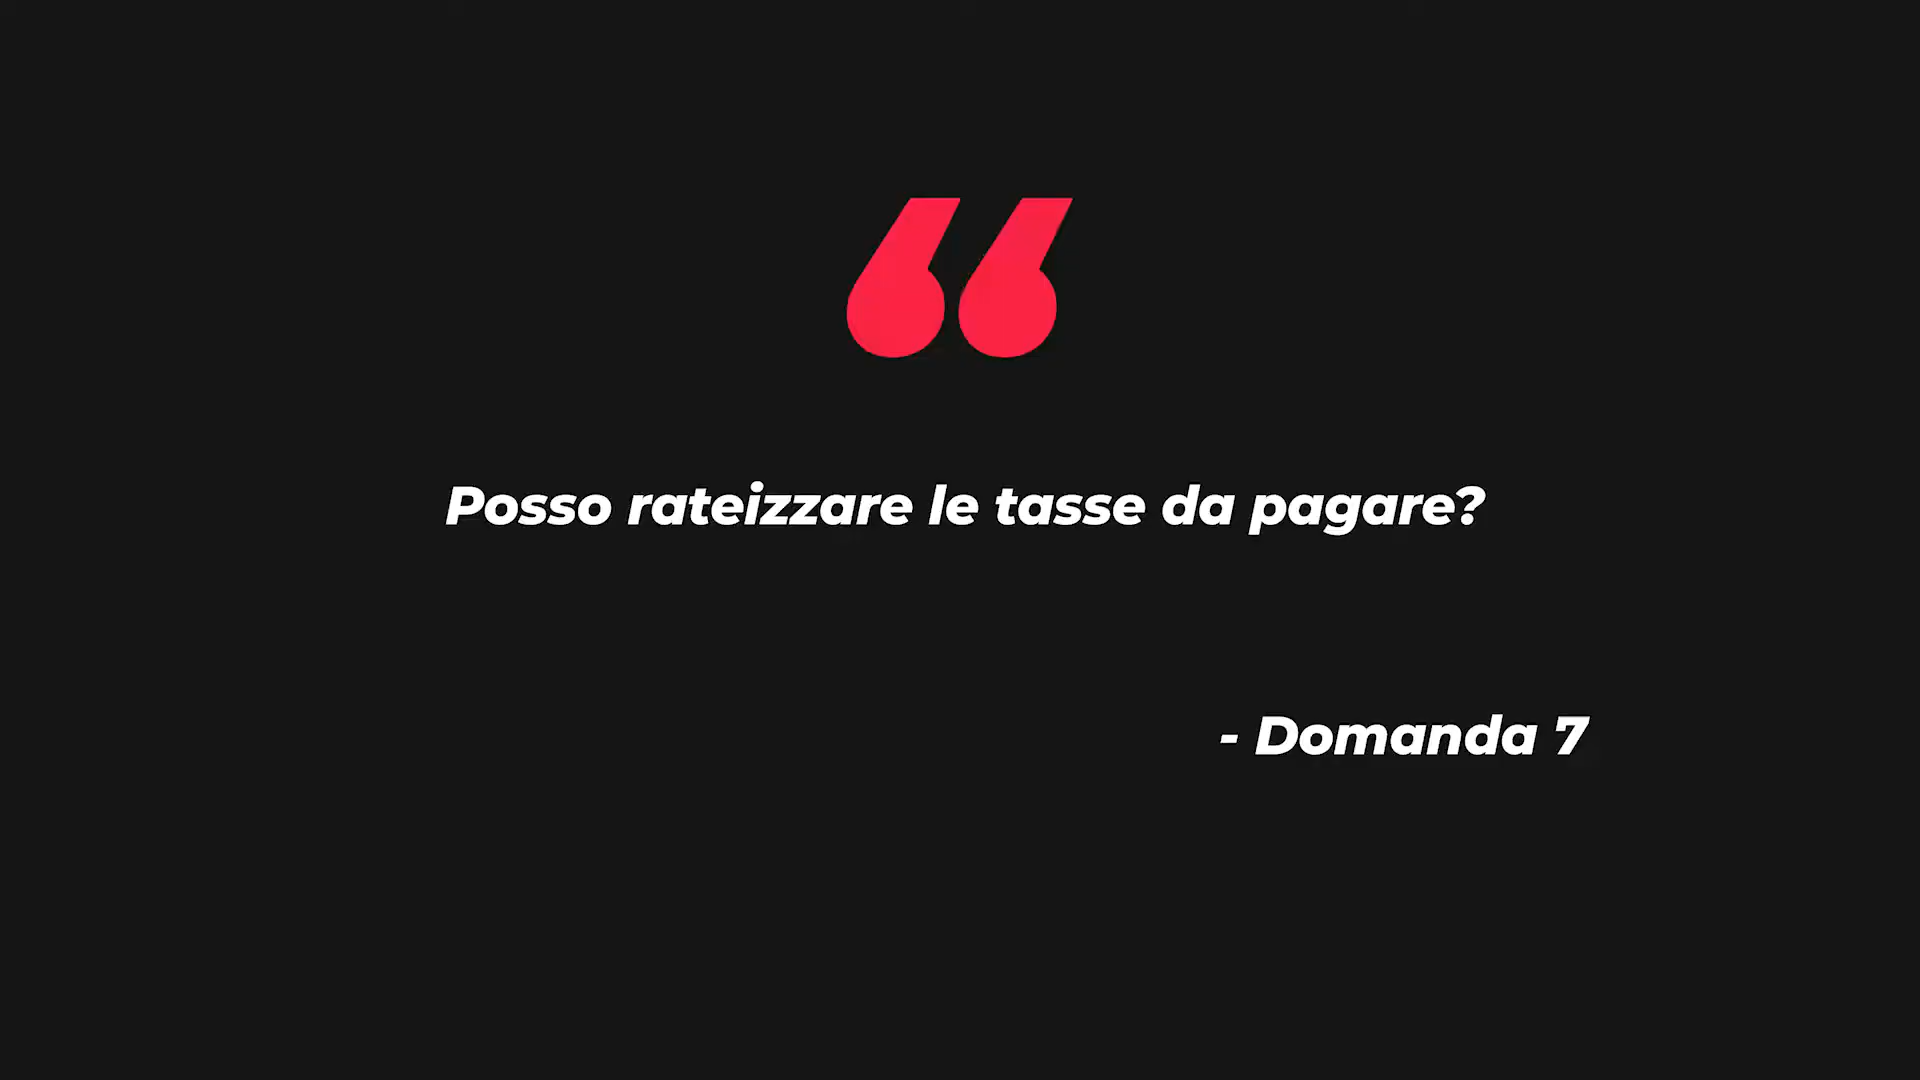 “
Posso rateizzare le tasse da pagare?
- Domanda 7